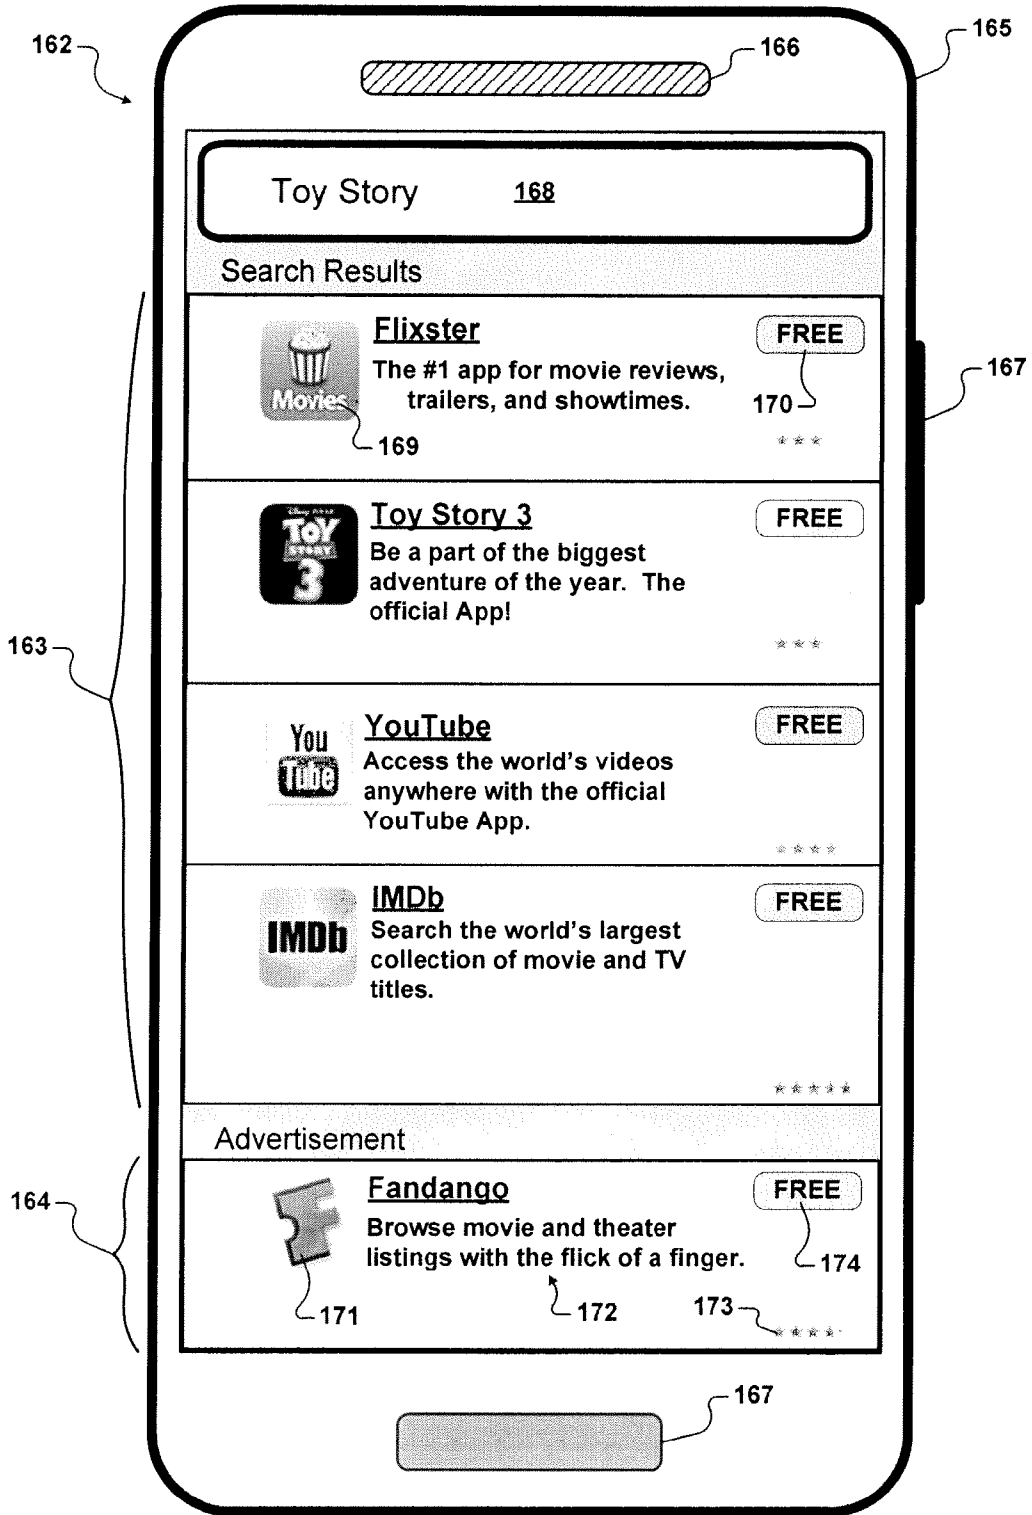 162
165
166
Toy Story 168
Search Results
Flixster
FREE
The #1 app for movie reviews,
trailers, and showtimes.
Movies
167
170
169
Toy Story 3
FREE
TOY
STORY
3
Be a part of the biggest
adventure of the year. The
official App!
163
YouTube
FREE
You
Tube
Access the world's videos
anywhere with the official
YouTube App.
IMDb
FREE
IMDb
Search the world's largest
collection of movie and TV
titles.
Advertisement
164
Fandango
FREE
Browse movie and theater
listings with the flick of a finger.
174
171
172
173
167